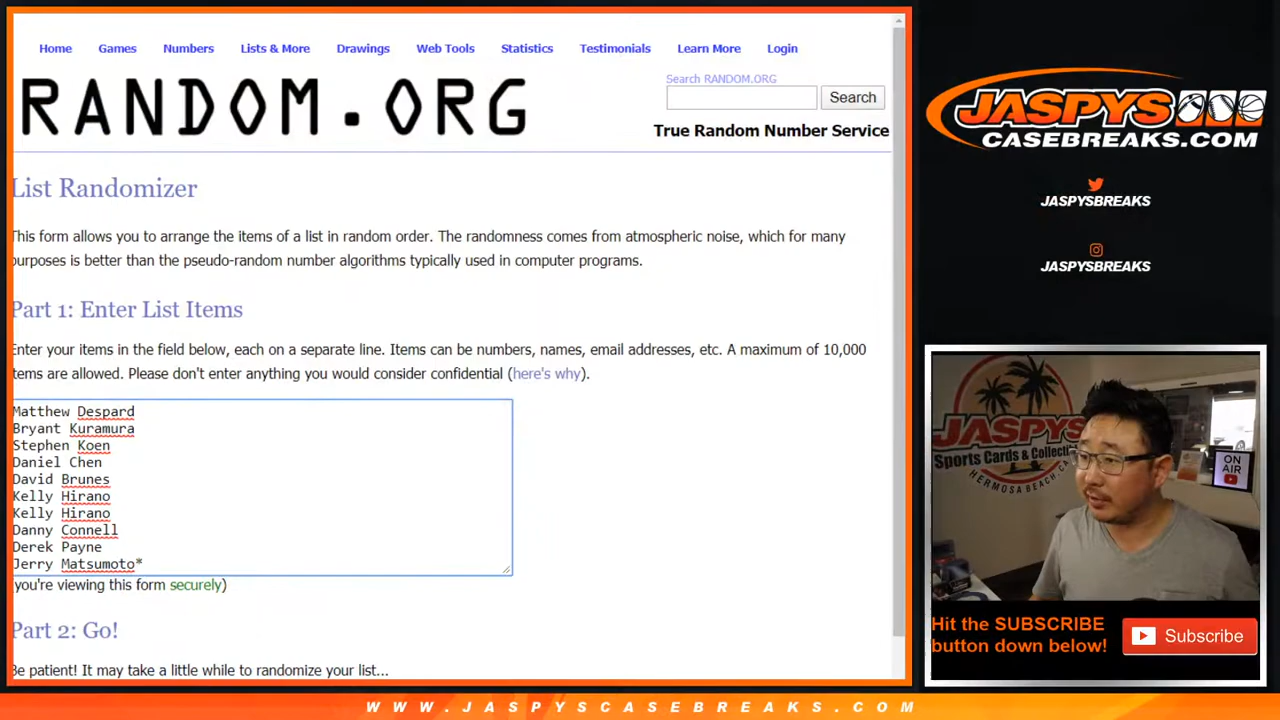 Home Games Numbers Lists & More Drawings Web Tools Statistics Testimonials Learn More Login
RANDOM.ORG
Search RANDOM.ORG
Search
True Random Number Service
List Randomizer
This form allows you to arrange the items of a list in random order. The randomness comes from atmospheric noise, which for many
purposes is better than the pseudo-random number algorithms typically used in computer programs.
Part 1: Enter List Items
Enter your items in the field below, each on a separate line. Items can be numbers, names, email addresses, etc. A maximum of 10,000
items are allowed. Please don't enter anything you would consider confidential (here's why).
Matthew Despard
Bryant Kuramura
Stephen Koen
Daniel Chen
David Brunes
Kelly Hirano
Kelly Hirano
Danny Connell
Derek Payne
Jerry Matsumoto*
(you're viewing this form securely)
Part 2: Go!
Be patient! It may take a little while to randomize your list...
JASPYS
CASEBREAKS.COM
JASPYSBREAKS
JASPYSBREAKS
JASPYS
Sports Cards & Collectibl
HERMOSA BEACH, CA
ON
AIR
Hit the SUBSCRIBE
button down below!
Subscribe
WWW.JASPYSCASEBREAKS.COM